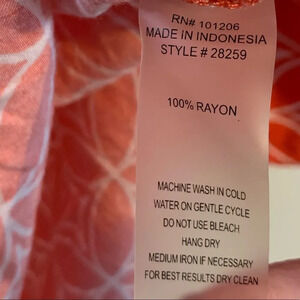 RN# 101206
MADE IN INDONESIA
STYLE # 28259
100% RAYON
MACHINE WASH IN COLD
WATER ON GENTLE CYCLE
DO NOT USE BLEACH
HANG DRY
MEDIUM IRON IF NECESSARY
FOR BEST RESULTS DRY CLEAN